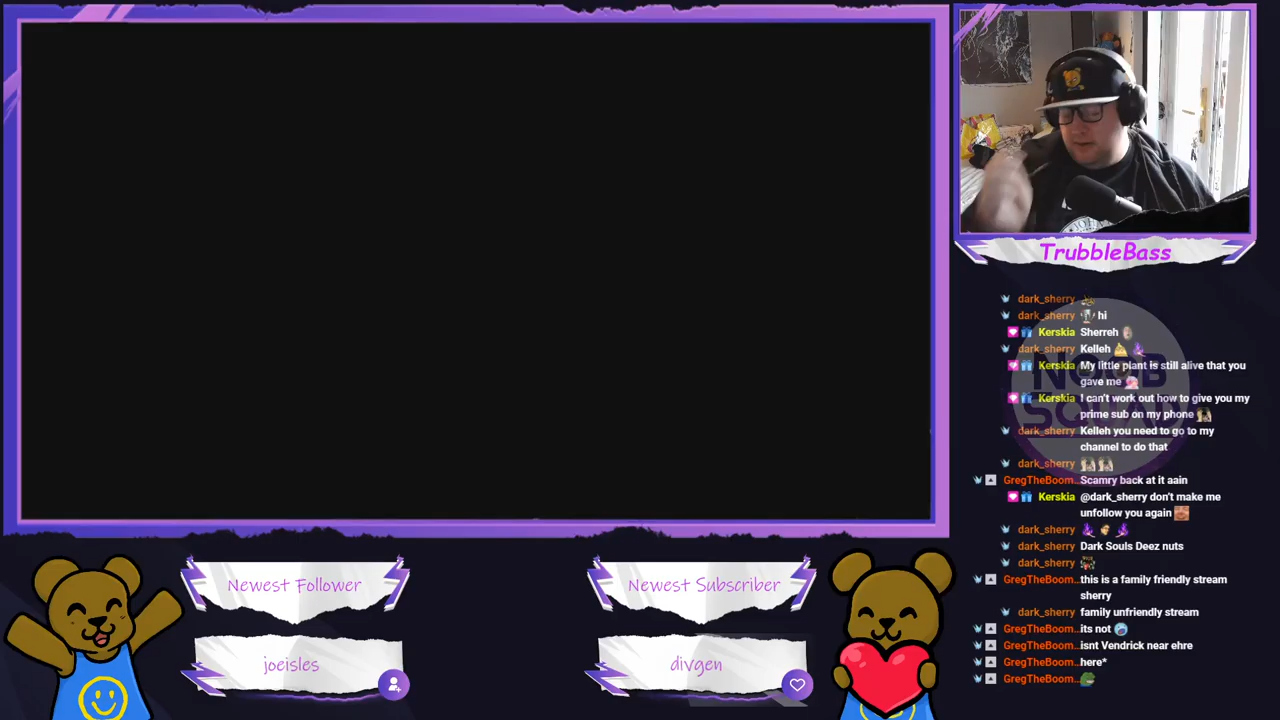 TrubbleBass
dark_sherry
dark_sherry hi
Kerskia Sherreh
dark_sherry Kelleh
Kerskia My little plant is still alive that you
gave me
Kerskia I can't work out how to give you my
prime sub on my phone
dark_sherry Kelleh you need to go to my
channel to do that
dark_sherry
GregTheBoom... Scamry back at it aain
Kerskia @dark_sherry don't make me
unfollow you again
dark_sherry
dark_sherry Dark Souls Deez nuts
dark_sherry
GregTheBoom... this is a family friendly stream
sherry
dark_sherry family unfriendly stream
GregTheBoom... its not
GregTheBoom... isnt Vendrick near ehre
GregTheBoom... here*
GregTheBoom...
NOOB
SQUAD
Newest Follower
joeisles
Newest Subscriber
divgen